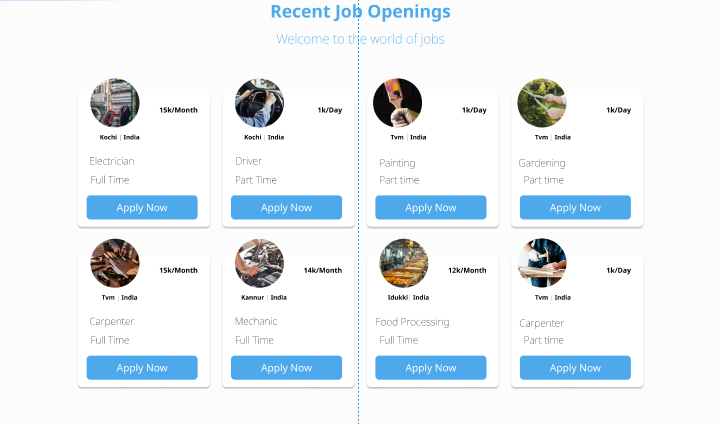 Recent Job Openings
Welcome to the world of jobs
15k/Month
Kochi | India
Electrician
Full Time
Apply Now
1k/Day
Kochi | India
Driver
Part Time
Apply Now
1k/Day
Tvm | India
Painting
Part time
Apply Now
1k/Day
Tvm | India
Gardening
Part time
Apply Now
15k/Month
Tvm | India
Carpenter
Full Time
Apply Now
14k/Month
Kannur | India
Mechanic
Full Time
Apply Now
12k/Month
Idukki | India
Food Processing
Full Time
Apply Now
1k/Day
Tvm | India
Carpenter
Part time
Apply Now